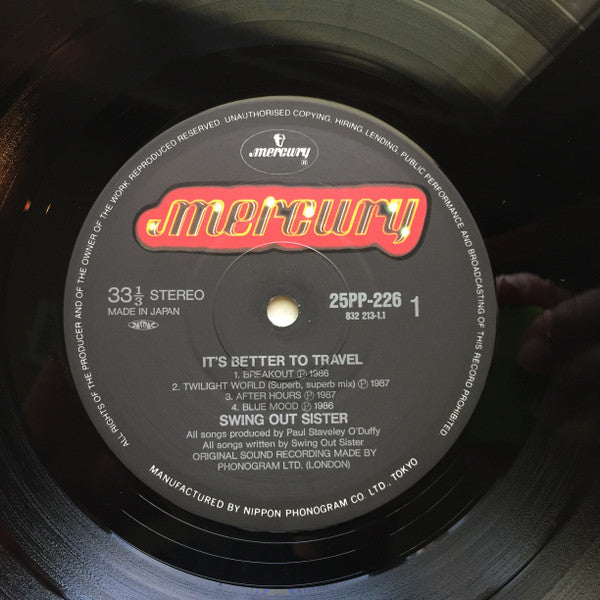 ALL RIGHTS OF THE PRODUCER AND OF THE OWNER OF THE WORK REPRODUCED RESERVED. UNAUTHORISED COPYING, HIRING, LENDING, PUBLIC PERFORMANCE AND BROADCASTING OF THIS RECORD PROHIBITED
mercury
mercury
33 1/3 STEREO
MADE IN JAPAN
25PP-226 1
832 213-1.1
IT'S BETTER TO TRAVEL
1. BREAKOUT Ⓟ 1986
2. TWILIGHT WORLD (Superb, superb mix) Ⓟ 1987
3. AFTER HOURS Ⓟ 1987
4. BLUE MOOD Ⓟ 1986
SWING OUT SISTER
All songs produced by Paul Staveley O'Duffy
All songs written by Swing Out Sister
ORIGINAL SOUND RECORDING MADE BY
PHONOGRAM LTD. (LONDON)
MANUFACTURED BY NIPPON PHONOGRAM CO. LTD., TOKYO